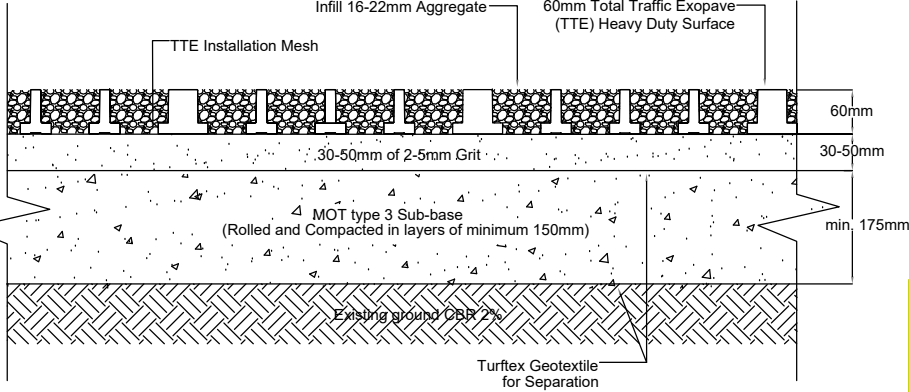 Infill 16-22mm Aggregate
60mm Total Traffic Exopave
(TTE) Heavy Duty Surface
TTE Installation Mesh
60mm
30-50mm of 2-5mm Grit
30-50mm
MOT type 3 Sub-base
(Rolled and Compacted in layers of minimum 150mm)
min. 175mm
Existing ground CBR 2%
Turftex Geotextile
for Separation